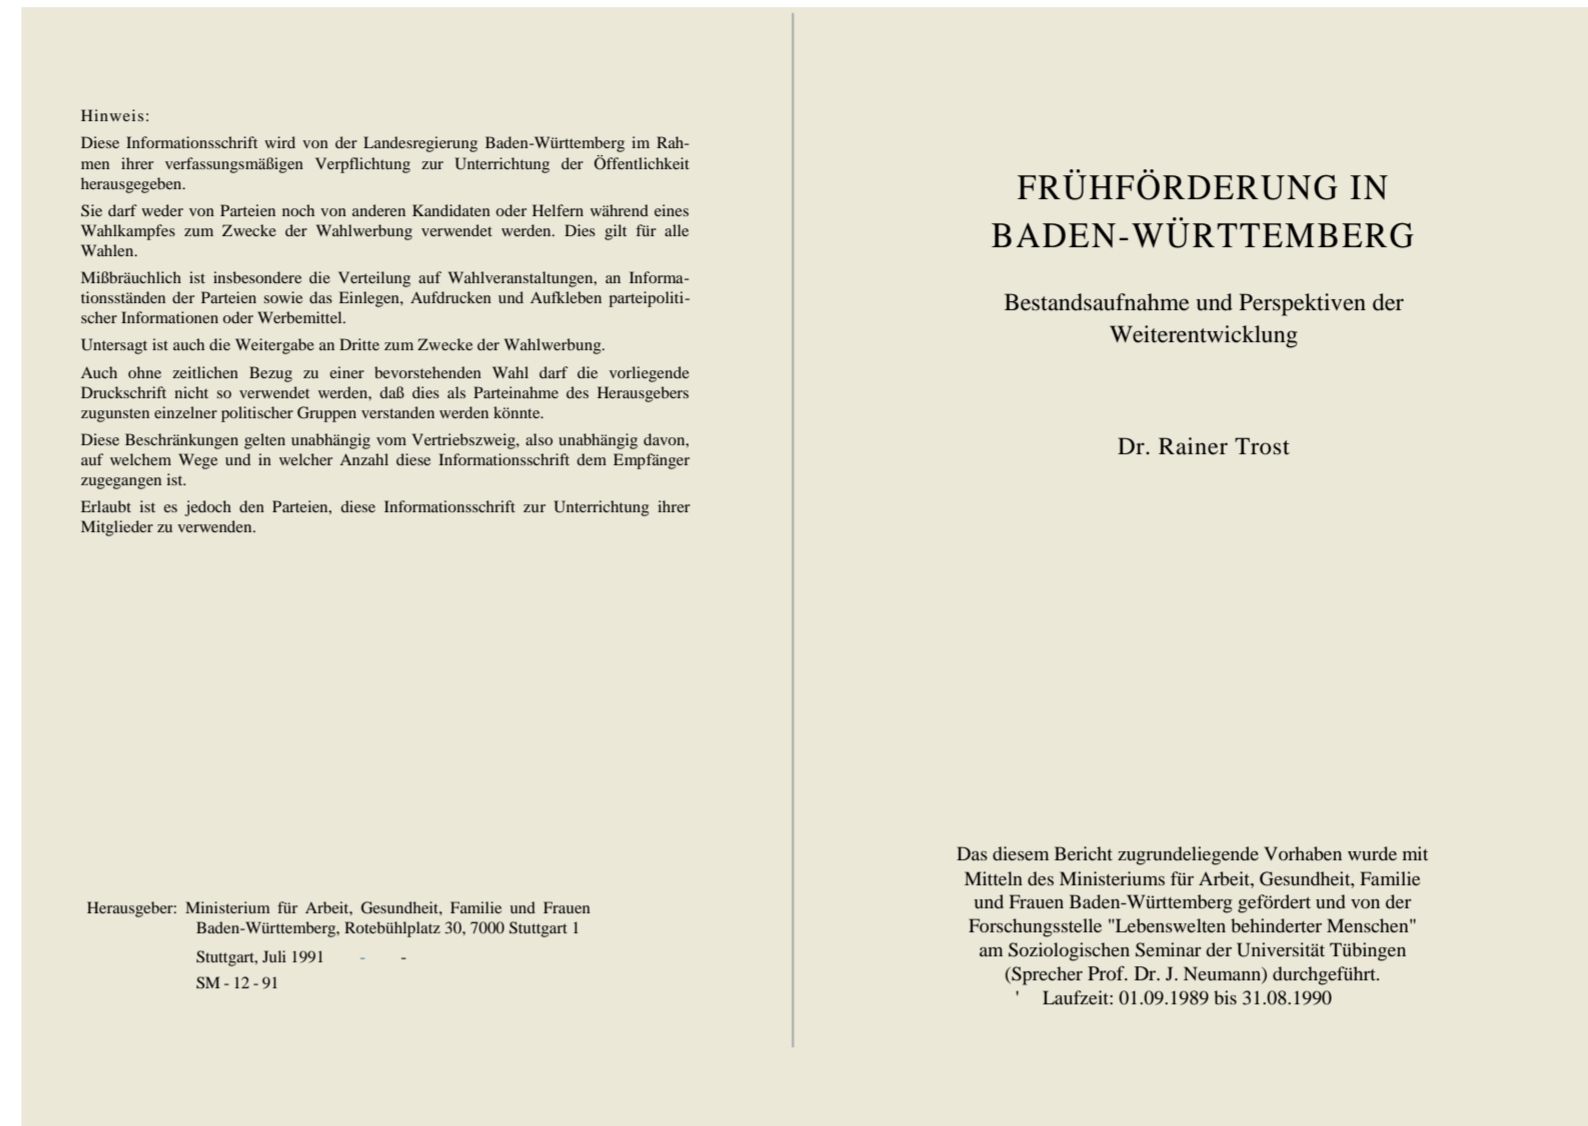 Hinweis:
Diese Informationsschrift wird von der Landesregierung Baden-Württemberg im Rah-
men ihrer verfassungsmäßigen Verpflichtung zur Unterrichtung der Öffentlichkeit
herausgegeben.
Sie darf weder von Parteien noch von anderen Kandidaten oder Helfern während eines
Wahlkampfes zum Zwecke der Wahlwerbung verwendet werden. Dies gilt für alle
Wahlen.
Mißbräuchlich ist insbesondere die Verteilung auf Wahlveranstaltungen, an Informa-
tionsständen der Parteien sowie das Einlegen, Aufdrucken und Aufkleben parteipoliti-
scher Informationen oder Werbemittel.
Untersagt ist auch die Weitergabe an Dritte zum Zwecke der Wahlwerbung.
Auch ohne zeitlichen Bezug zu einer bevorstehenden Wahl darf die vorliegende
Druckschrift nicht so verwendet werden, daß dies als Parteinahme des Herausgebers
zugunsten einzelner politischer Gruppen verstanden werden könnte.
Diese Beschränkungen gelten unabhängig vom Vertriebszweig, also unabhängig davon,
auf welchem Wege und in welcher Anzahl diese Informationsschrift dem Empfänger
zugegangen ist.
Erlaubt ist es jedoch den Parteien, diese Informationsschrift zur Unterrichtung ihrer
Mitglieder zu verwenden.
Herausgeber: Ministerium für Arbeit, Gesundheit, Familie und Frauen
Baden-Württemberg, Rotebühlplatz 30, 7000 Stuttgart 1
Stuttgart, Juli 1991 - -
SM - 12 - 91
FRÜHFÖRDERUNG IN
BADEN-WÜRTTEMBERG
Bestandsaufnahme und Perspektiven der
Weiterentwicklung
Dr. Rainer Trost
Das diesem Bericht zugrundeliegende Vorhaben wurde mit
Mitteln des Ministeriums für Arbeit, Gesundheit, Familie
und Frauen Baden-Württemberg gefördert und von der
Forschungsstelle "Lebenswelten behinderter Menschen"
am Soziologischen Seminar der Universität Tübingen
(Sprecher Prof. Dr. J. Neumann) durchgeführt.
' Laufzeit: 01.09.1989 bis 31.08.1990